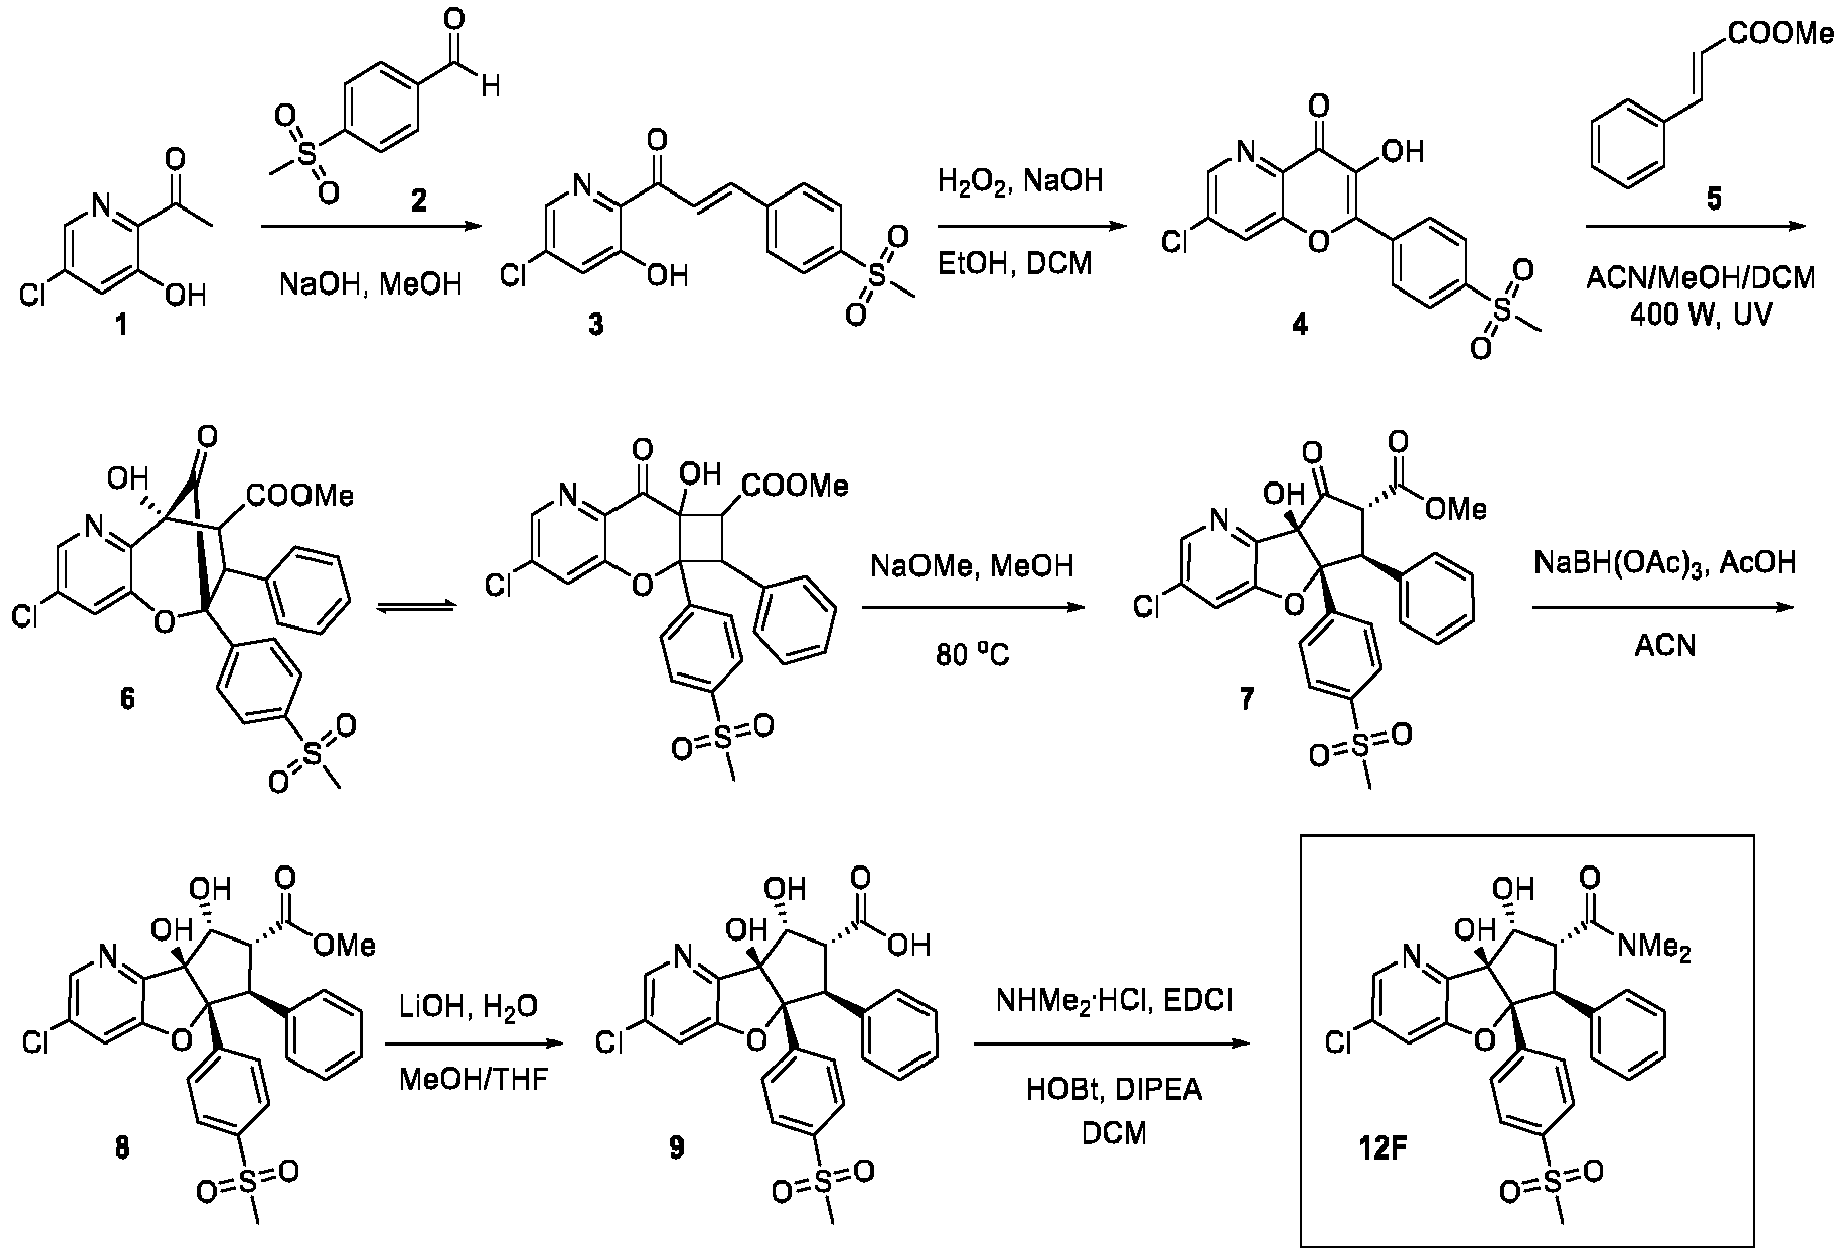 O
H
O
S
O
2
N
O
Cl
OH
1
NaOH, MeOH
N
O
Cl
OH
S
O
O
3
H₂O₂, NaOH
EtOH, DCM
O
N
OH
Cl
O
S
O
O
4
COOMe
5
ACN/MeOH/DCM
400 W, UV
O
OH
COOMe
N
Cl
O
S
O
O
6
O
OH
COOMe
N
Cl
O
S
O
O
NaOMe, MeOH
80 ºC
O
O
OH
OMe
N
Cl
O
S
O
O
7
NaBH(OAc)₃, AcOH
ACN
OH
O
OH
OMe
N
Cl
O
S
O
O
8
LiOH, H₂O
MeOH/THF
OH
O
OH
OH
N
Cl
O
S
O
O
9
NHMe₂·HCl, EDCI
HOBt, DIPEA
DCM
OH
O
OH
NMe₂
N
Cl
O
S
O
O
12F